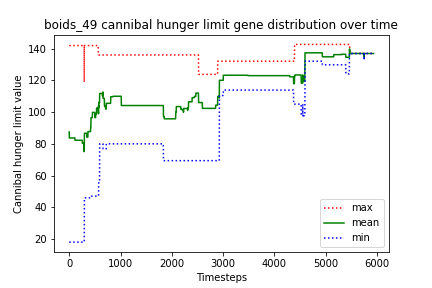 boids_49 cannibal hunger limit gene distribution over time
Cannibal hunger limit value
140
120
100
80
60
40
20
max
mean
min
0
1000
2000
3000
4000
5000
6000
Timesteps